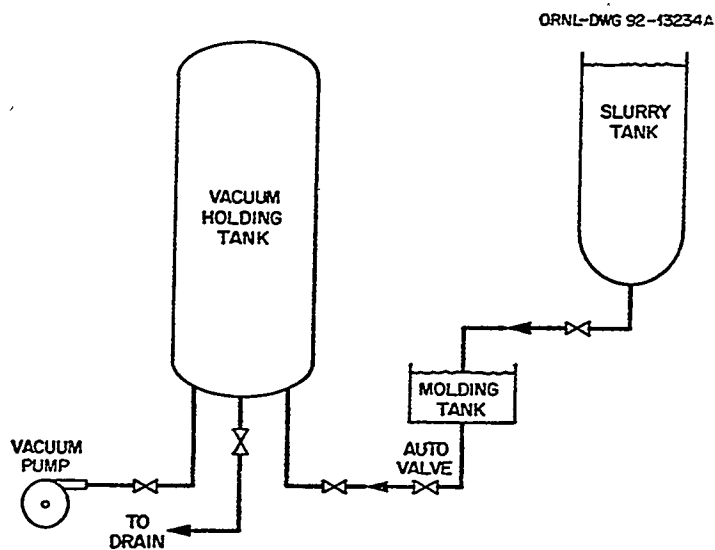 ORNL-DWG 92-13234A
SLURRY
TANK
VACUUM
HOLDING
TANK
MOLDING
TANK
AUTO
VALVE
VACUUM
PUMP
TO
DRAIN